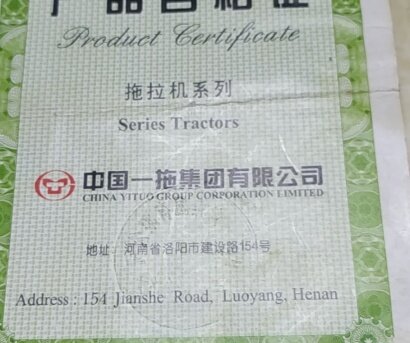 产品合格证
Product Certificate
拖拉机系列
Series Tractors
中国一拖集团有限公司
CHINA YITUO GROUP CORPORATION LIMITED
地址：河南省洛阳市建设路154号
Address : 154 Jianshe Road, Luoyang, Henan